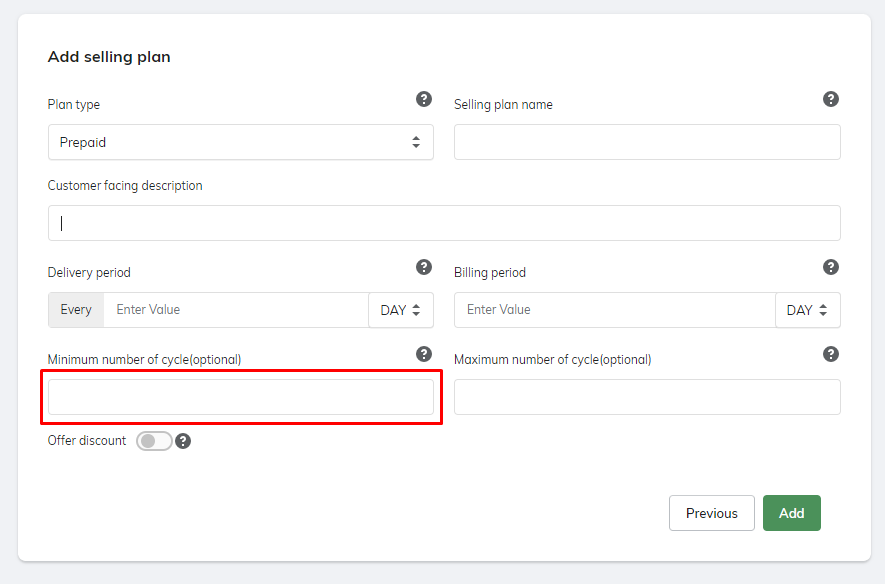 Add selling plan
Plan type ?
Selling plan name ?
Prepaid
Customer facing description
Delivery period ?
Billing period ?
Every Enter Value DAY
Enter Value DAY
Minimum number of cycle(optional) ?
Maximum number of cycle(optional) ?
Offer discount ?
Previous Add